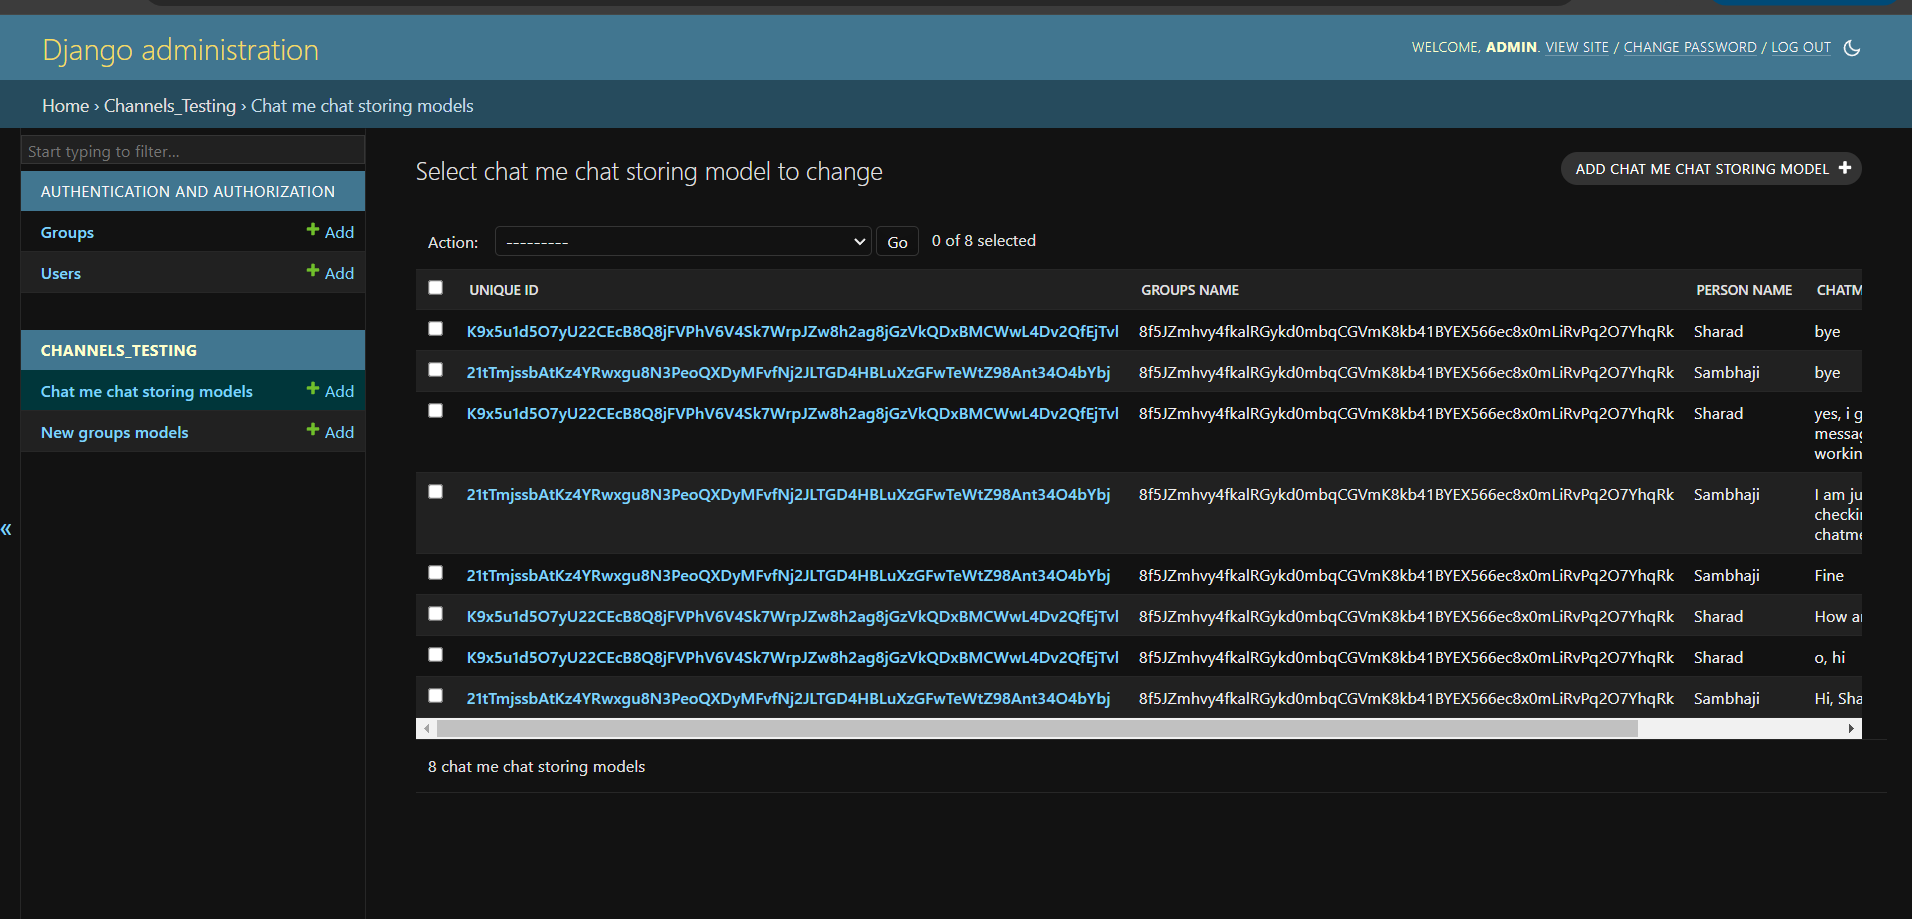 Django administration
WELCOME, ADMIN. VIEW SITE / CHANGE PASSWORD / LOG OUT
Home › Channels_Testing › Chat me chat storing models
Start typing to filter...
AUTHENTICATION AND AUTHORIZATION
Groups + Add
Users + Add
CHANNELS_TESTING
Chat me chat storing models + Add
New groups models + Add
«
Select chat me chat storing model to change
ADD CHAT ME CHAT STORING MODEL +
Action: --------- Go 0 of 8 selected
UNIQUE ID GROUPS NAME PERSON NAME CHATM
K9x5u1d5O7yU22CEcB8Q8jFVPhV6V4Sk7WrpJZw8h2ag8jGzVkQDxBMCWwL4Dv2QfEjTvl 8f5JZmhvy4fkalRGykd0mbqCGVmK8kb41BYEX566ec8x0mLiRvPq2O7YhqRk Sharad bye
21tTmjssbAtKz4YRwxgu8N3PeoQXDyMFvfNj2JLTGD4HBLuXzGFwTeWtZ98Ant34O4bYbj 8f5JZmhvy4fkalRGykd0mbqCGVmK8kb41BYEX566ec8x0mLiRvPq2O7YhqRk Sambhaji bye
K9x5u1d5O7yU22CEcB8Q8jFVPhV6V4Sk7WrpJZw8h2ag8jGzVkQDxBMCWwL4Dv2QfEjTvl 8f5JZmhvy4fkalRGykd0mbqCGVmK8kb41BYEX566ec8x0mLiRvPq2O7YhqRk Sharad yes, i g
messag
workin
21tTmjssbAtKz4YRwxgu8N3PeoQXDyMFvfNj2JLTGD4HBLuXzGFwTeWtZ98Ant34O4bYbj 8f5JZmhvy4fkalRGykd0mbqCGVmK8kb41BYEX566ec8x0mLiRvPq2O7YhqRk Sambhaji I am ju
checkin
chatme
21tTmjssbAtKz4YRwxgu8N3PeoQXDyMFvfNj2JLTGD4HBLuXzGFwTeWtZ98Ant34O4bYbj 8f5JZmhvy4fkalRGykd0mbqCGVmK8kb41BYEX566ec8x0mLiRvPq2O7YhqRk Sambhaji Fine
K9x5u1d5O7yU22CEcB8Q8jFVPhV6V4Sk7WrpJZw8h2ag8jGzVkQDxBMCWwL4Dv2QfEjTvl 8f5JZmhvy4fkalRGykd0mbqCGVmK8kb41BYEX566ec8x0mLiRvPq2O7YhqRk Sharad How ar
K9x5u1d5O7yU22CEcB8Q8jFVPhV6V4Sk7WrpJZw8h2ag8jGzVkQDxBMCWwL4Dv2QfEjTvl 8f5JZmhvy4fkalRGykd0mbqCGVmK8kb41BYEX566ec8x0mLiRvPq2O7YhqRk Sharad o, hi
21tTmjssbAtKz4YRwxgu8N3PeoQXDyMFvfNj2JLTGD4HBLuXzGFwTeWtZ98Ant34O4bYbj 8f5JZmhvy4fkalRGykd0mbqCGVmK8kb41BYEX566ec8x0mLiRvPq2O7YhqRk Sambhaji Hi, Sha
8 chat me chat storing models